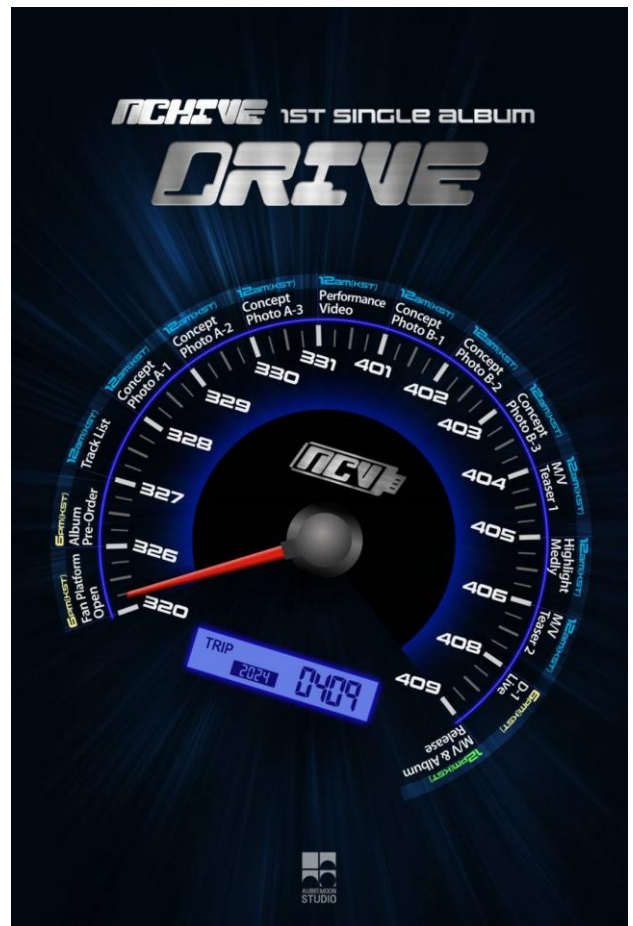 NCHIVE 1ST SINGLE ALBUM
DRIVE
6PM(KST)
Fan Platform
Open
320
6PM(KST)
Album
Pre-Order
326
12am(KST)
Track List
327
12am(KST)
Concept
Photo A-1
328
12am(KST)
Concept
Photo A-2
329
12am(KST)
Concept
Photo A-3
330
12am(KST)
Performance
Video
331
12am(KST)
Concept
Photo B-1
401
12am(KST)
Concept
Photo B-2
402
12am(KST)
Concept
Photo B-3
403
12am(KST)
M/V
Teaser 1
404
12am(KST)
Highlight
Medly
405
12am(KST)
M/V
Teaser 2
406
6PM(KST)
D-1
Live
408
12pm(KST)
M/V & Album
Release
409
NCV
TRIP
2024 0409
AUBITMOON
STUDIO